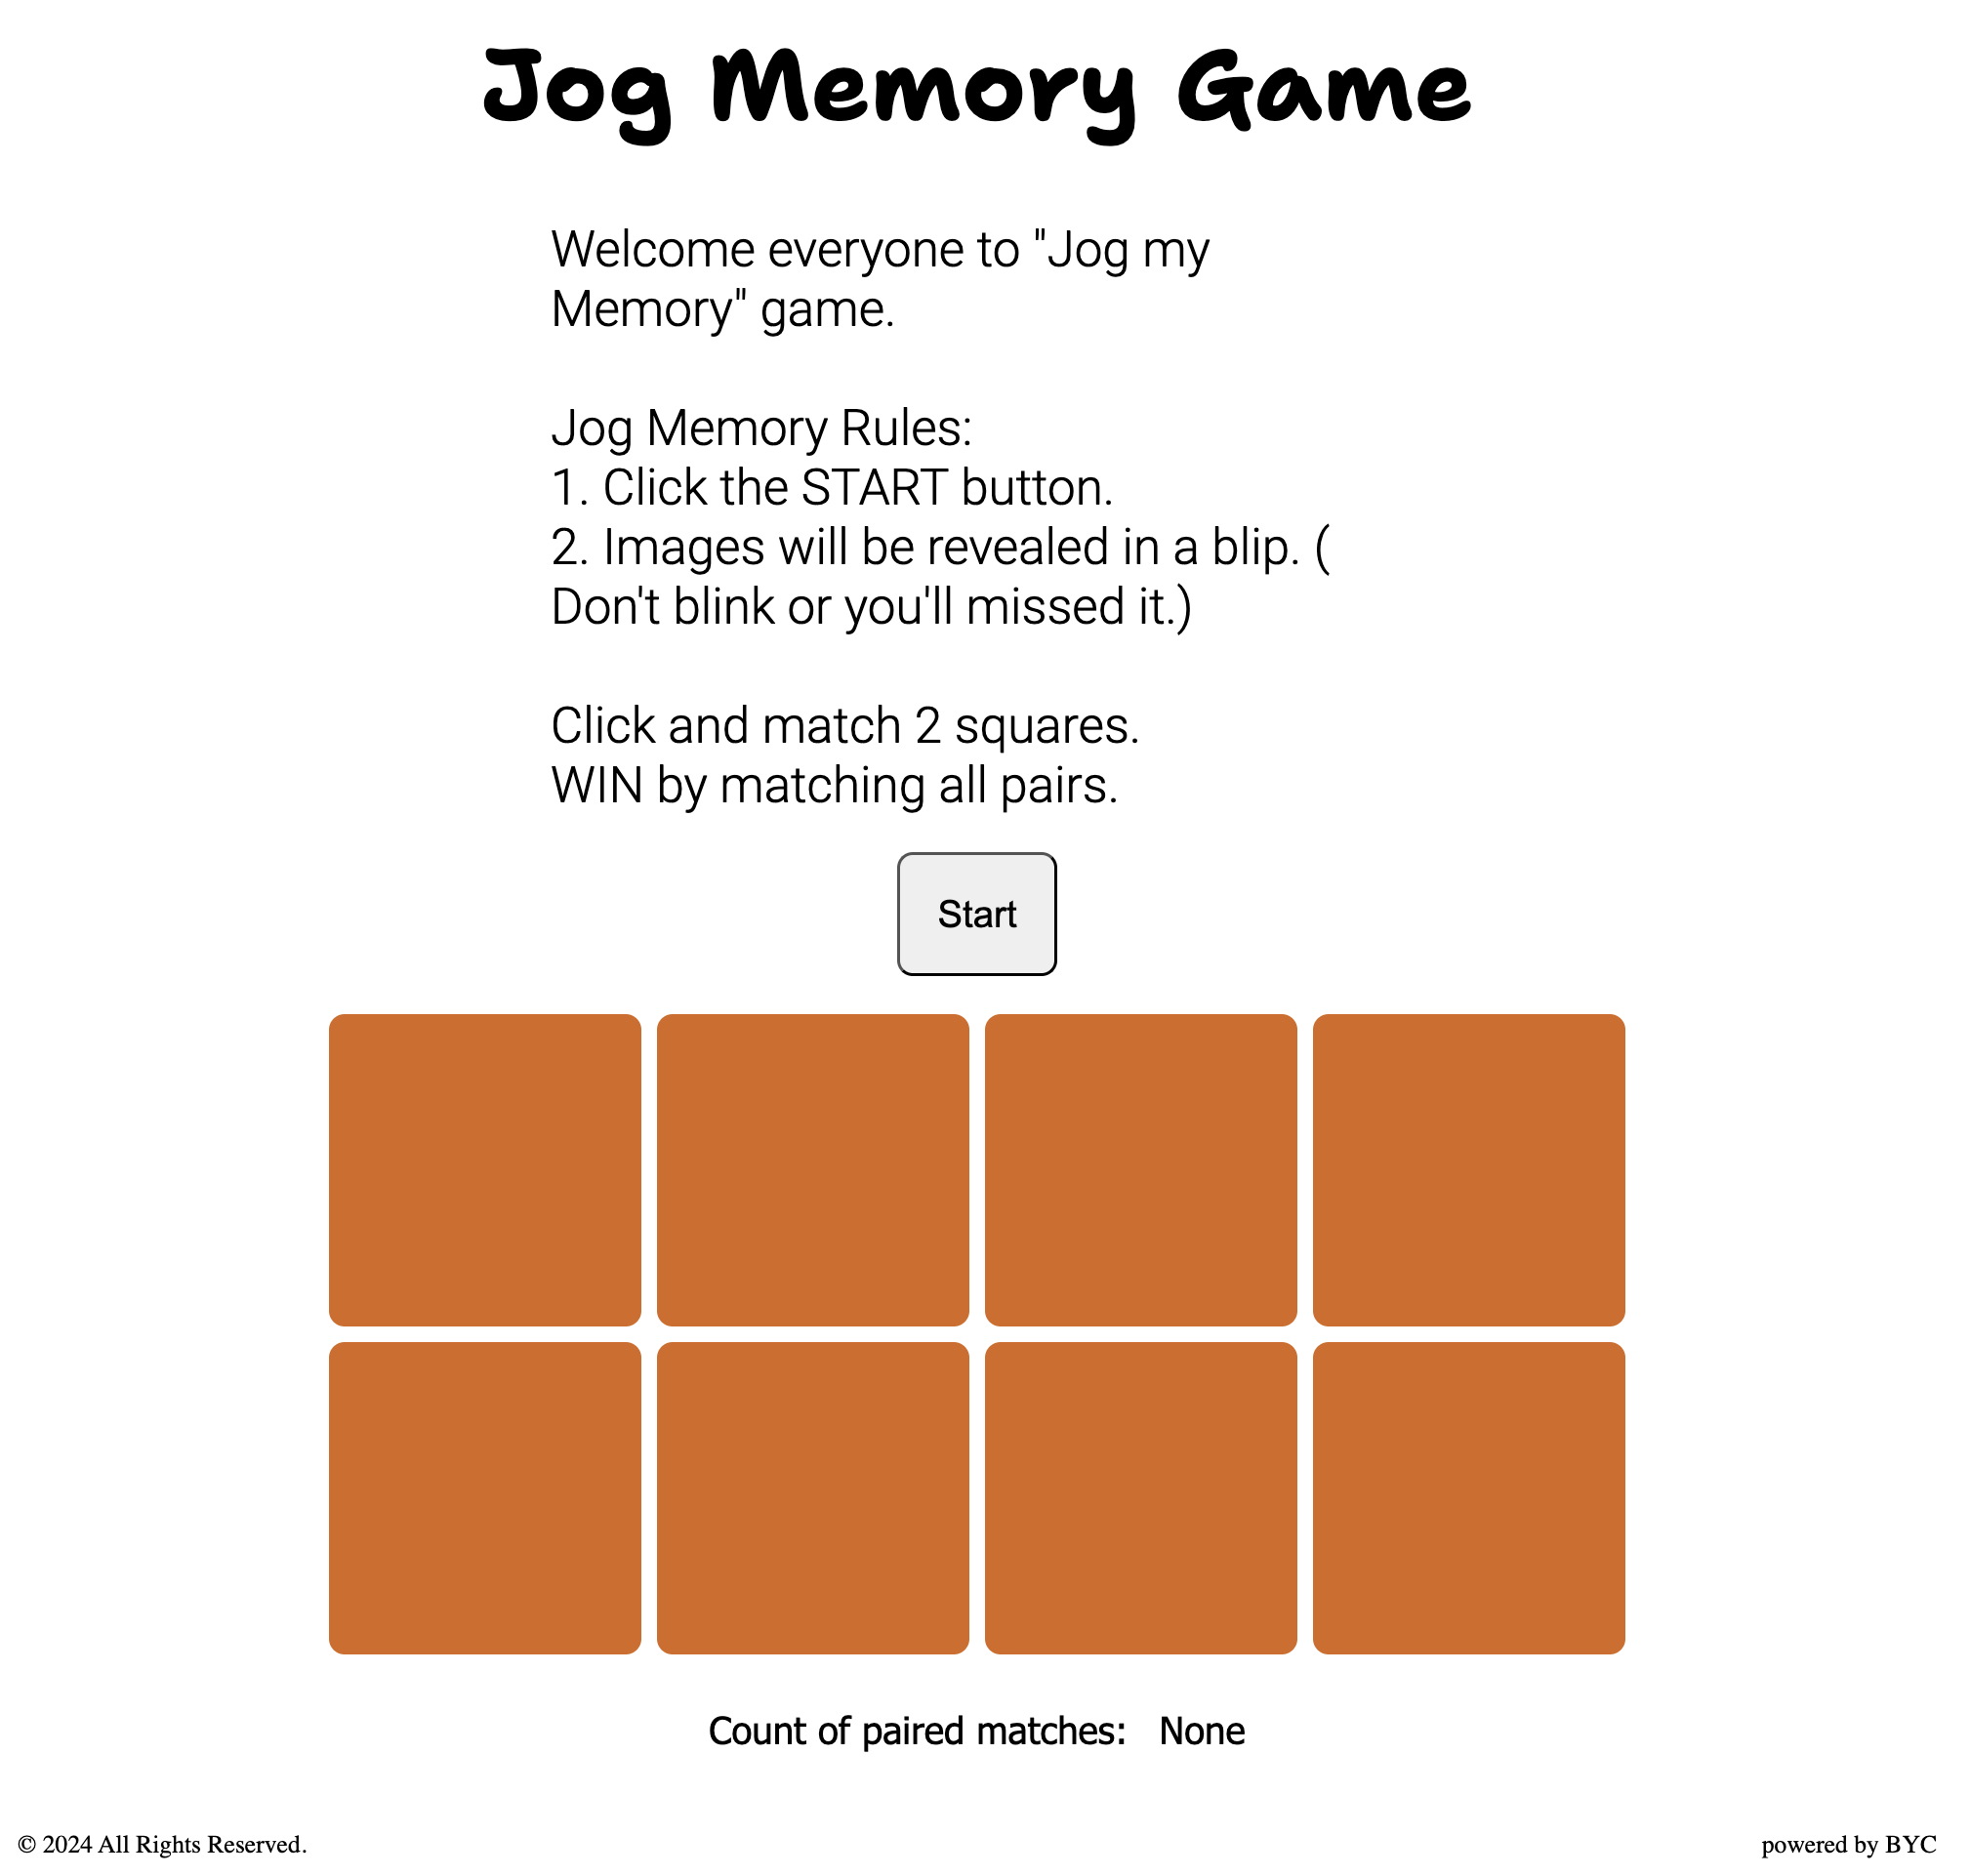 Jog Memory Game
Welcome everyone to "Jog my
Memory" game.
Jog Memory Rules:
1. Click the START button.
2. Images will be revealed in a blip. (
Don't blink or you'll missed it.)
Click and match 2 squares.
WIN by matching all pairs.
Start
Count of paired matches: None
© 2024 All Rights Reserved.
powered by BYC